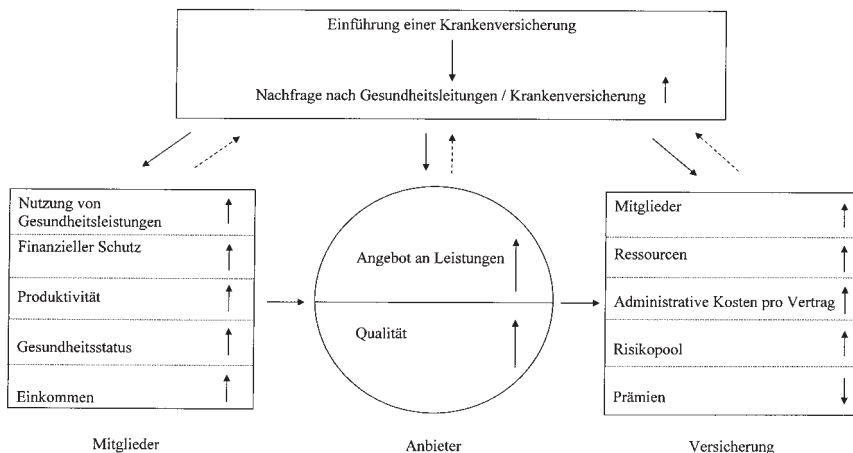 Einführung einer Krankenversicherung
Nachfrage nach Gesundheitsleitungen / Krankenversicherung
Nutzung von
Gesundheitsleistungen
Finanzieller Schutz
Produktivität
Gesundheitsstatus
Einkommen
Mitglieder
Angebot an Leistungen
Qualität
Anbieter
Mitglieder
Ressourcen
Administrative Kosten pro Vertrag
Risikopool
Prämien
Versicherung